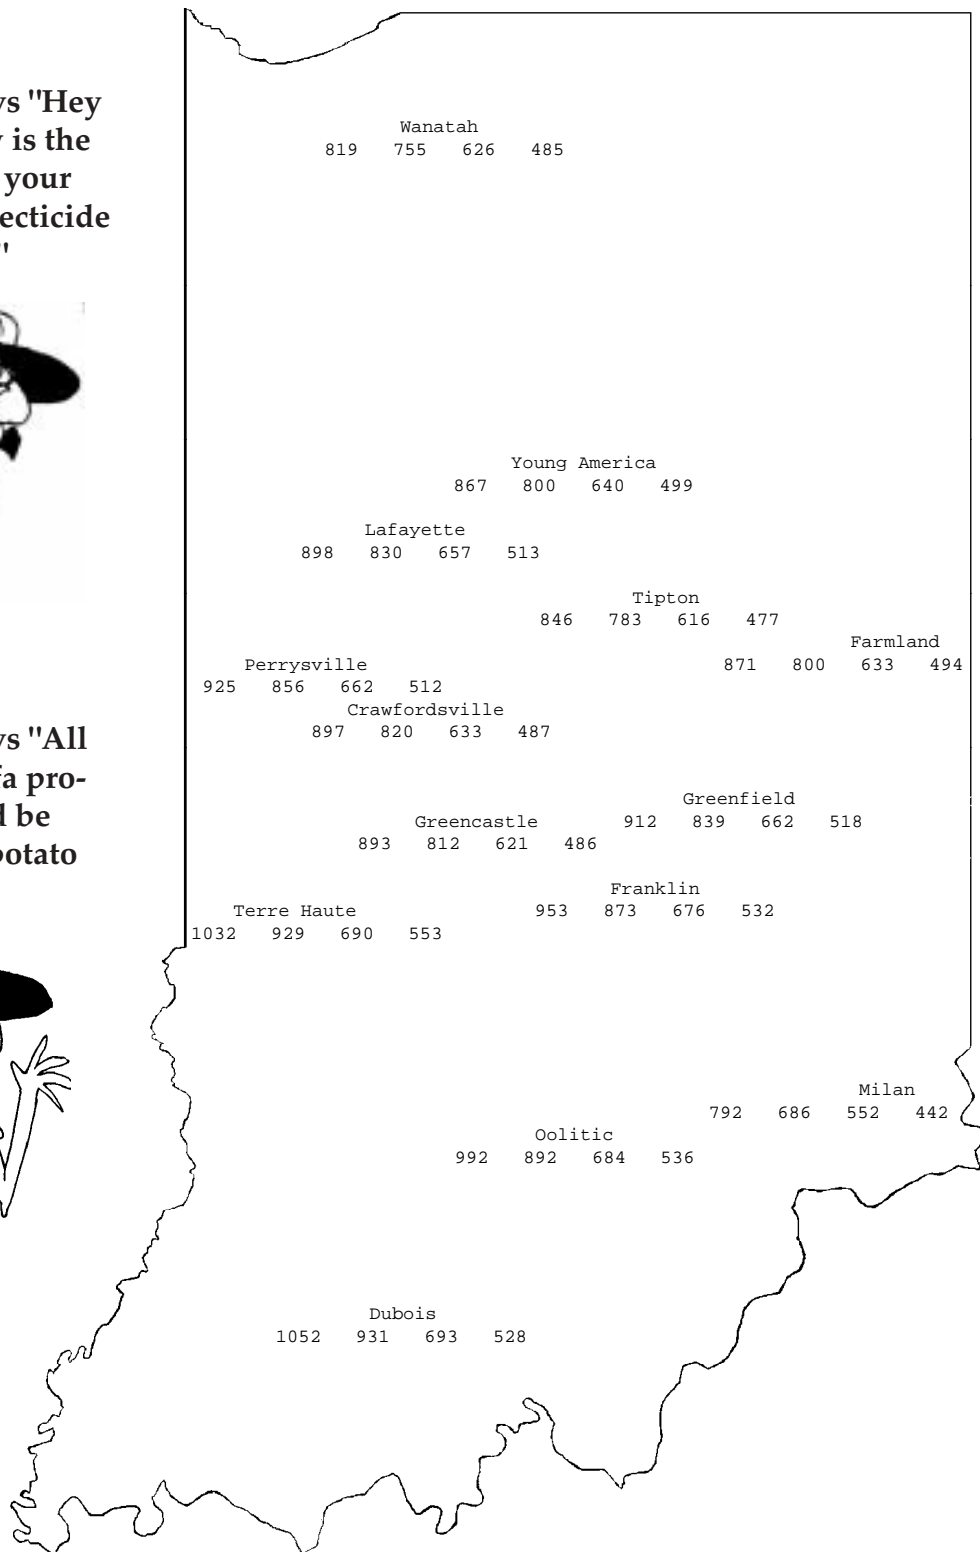 ys "Hey
y is the
your
ecticide
"
ys "All
fa pro-
d be
potato
Wanatah
819 755 626 485
Young America
867 800 640 499
Lafayette
898 830 657 513
Tipton
846 783 616 477
Farmland
871 800 633 494
Perrysville
925 856 662 512
Crawfordsville
897 820 633 487
Greenfield
912 839 662 518
Greencastle
893 812 621 486
Franklin
953 873 676 532
Terre Haute
1032 929 690 553
Milan
792 686 552 442
Oolitic
992 892 684 536
Dubois
1052 931 693 528